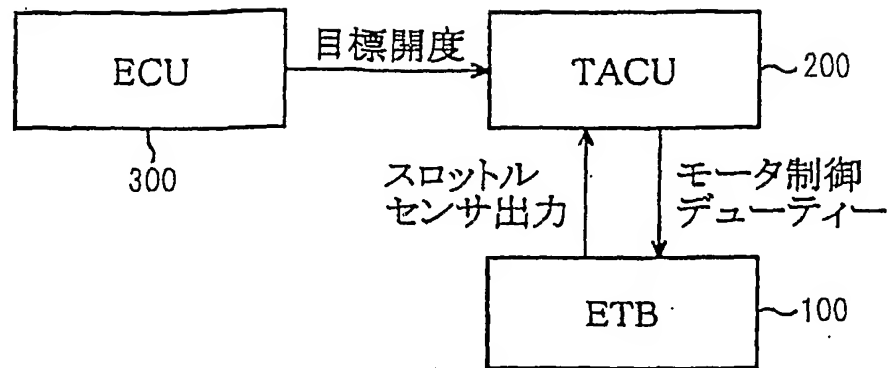 ECU
目標開度
TACU
200
300
スロットル
センサ出力
モータ制御
デューティー
ETB
100